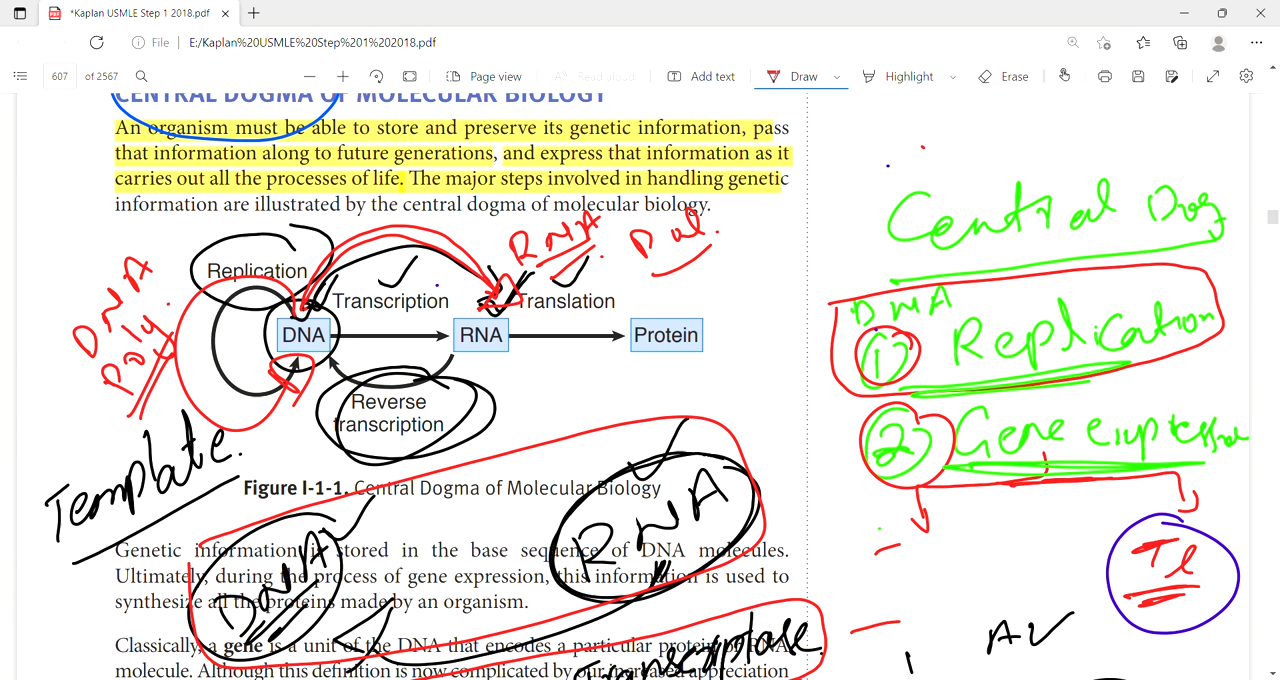 *Kaplan USMLE Step 1 2018.pdf
File | E:/Kaplan%20USMLE%20Step%201%202018.pdf
607 of 2567 Page view Read aloud Add text Draw Highlight Erase
CENTRAL DOGMA OF MOLECULAR BIOLOGY
An organism must be able to store and preserve its genetic information, pass
that information along to future generations, and express that information as it
carries out all the processes of life. The major steps involved in handling genetic
information are illustrated by the central dogma of molecular biology.
Central Dog
RNA Pol.
Replication
DNA
Poly
Transcription
Translation
DNA
RNA
Protein
Reverse
transcription
DNA
① Replication
② Gene expression
Template.
Figure I-1-1. Central Dogma of Molecular Biology
DNA
RNA
Tl
Genetic information is stored in the base sequence of DNA molecules.
Ultimately, during the process of gene expression, this information is used to
synthesize all the proteins made by an organism.
Classically, a gene is a unit of the DNA that encodes a particular protein or RNA
molecule. Although this definition is now complicated by our increased appreciation